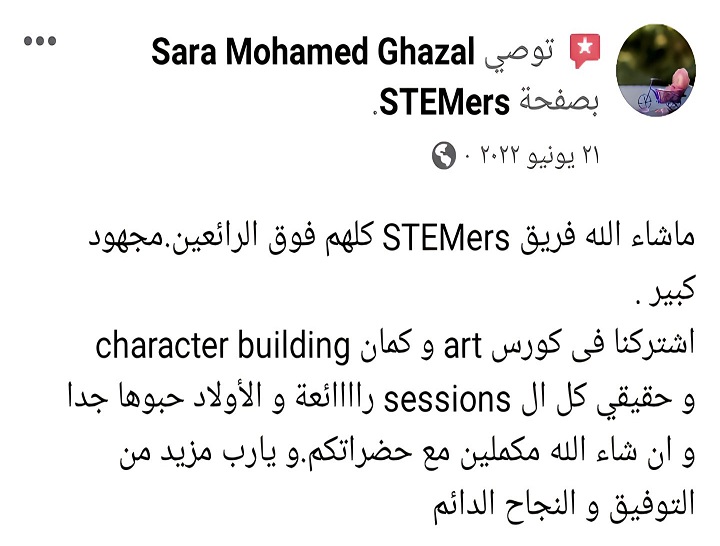 Sara Mohamed Ghazal توصي
بصفحة STEMers.
٢١ يونيو ٢٠٢٢ ·
ماشاء الله فريق STEMers كلهم فوق الرائعين.مجهود
كبير .
اشتركنا فى كورس art و كمان character building
و حقيقي كل ال sessions رااااائعة و الأولاد حبوها جدا
و ان شاء الله مكملين مع حضراتكم.و يارب مزيد من
التوفيق و النجاح الدائم